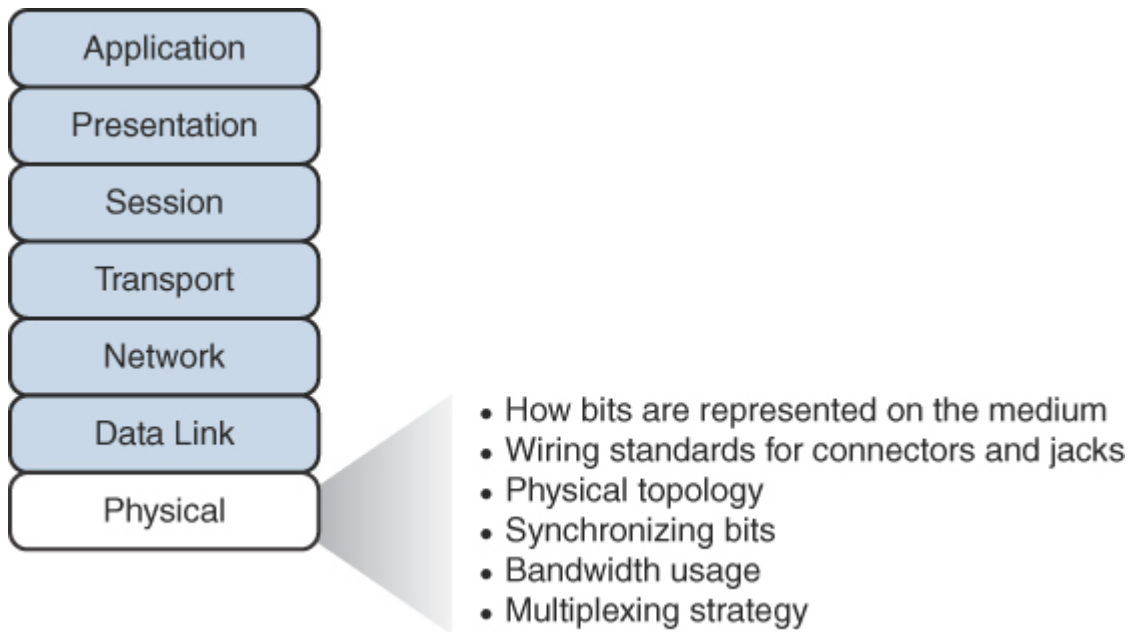 Application
Presentation
Session
Transport
Network
Data Link
Physical
• How bits are represented on the medium
• Wiring standards for connectors and jacks
• Physical topology
• Synchronizing bits
• Bandwidth usage
• Multiplexing strategy